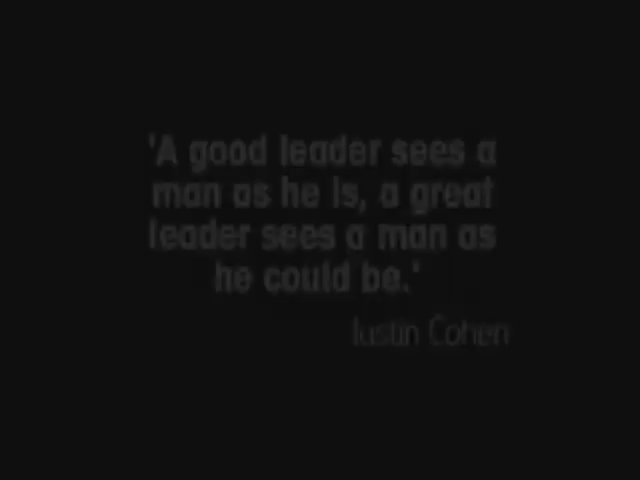 'A good leader sees a
man as he is, a great
leader sees a man as
he could be.'
Justin Cohen